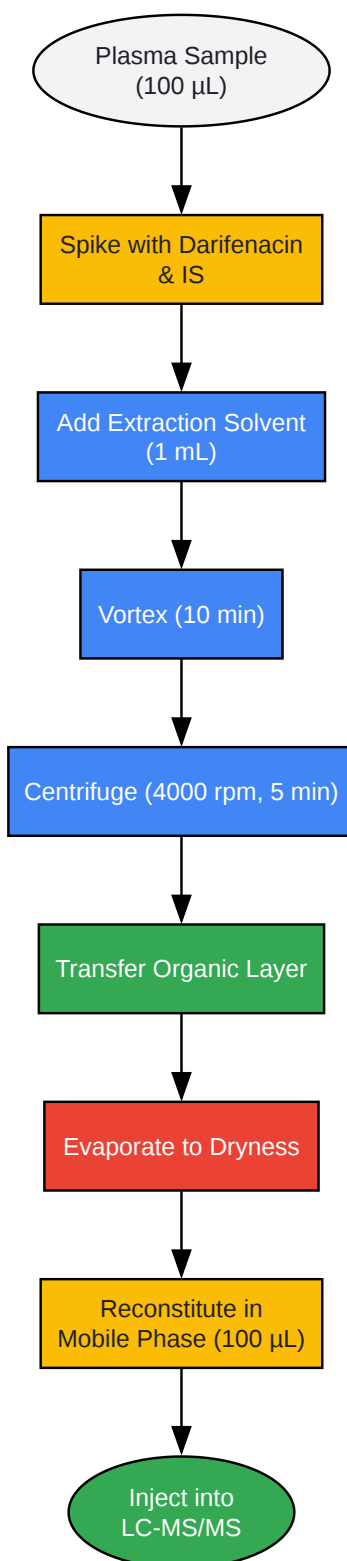 Plasma Sample
(100 µL)
Spike with Darifenacin
& IS
Add Extraction Solvent
(1 mL)
Vortex (10 min)
Centrifuge (4000 rpm, 5 min)
Transfer Organic Layer
Evaporate to Dryness
Reconstitute in
Mobile Phase (100 µL)
Inject into
LC-MS/MS